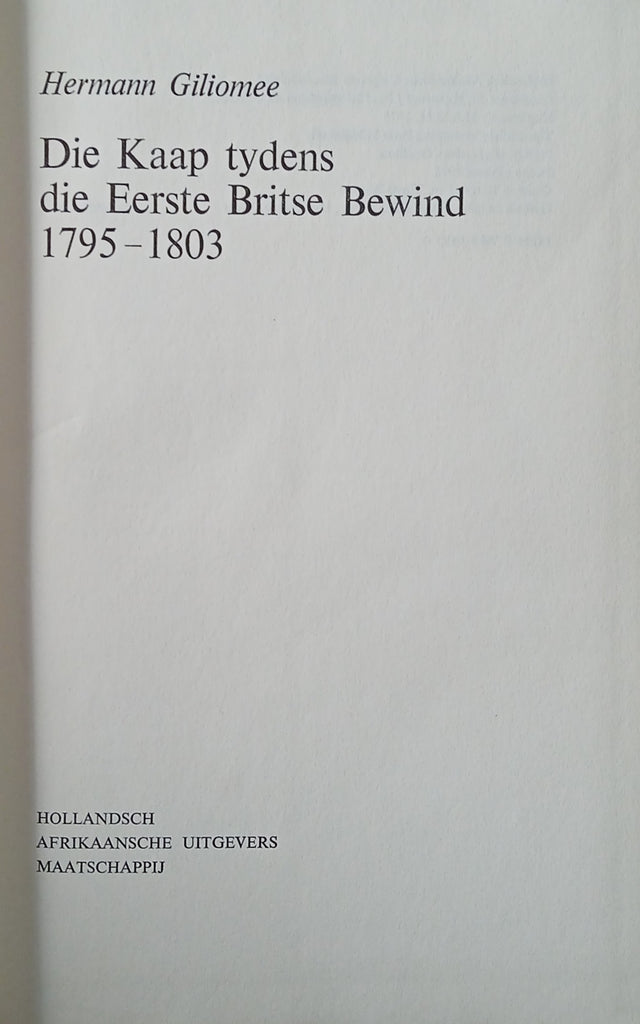 Hermann Giliomee
Die Kaap tydens
die Eerste Britse Bewind
1795–1803
HOLLANDSCH
AFRIKAANSCHE UITGEVERS
MAATSCHAPPIJ